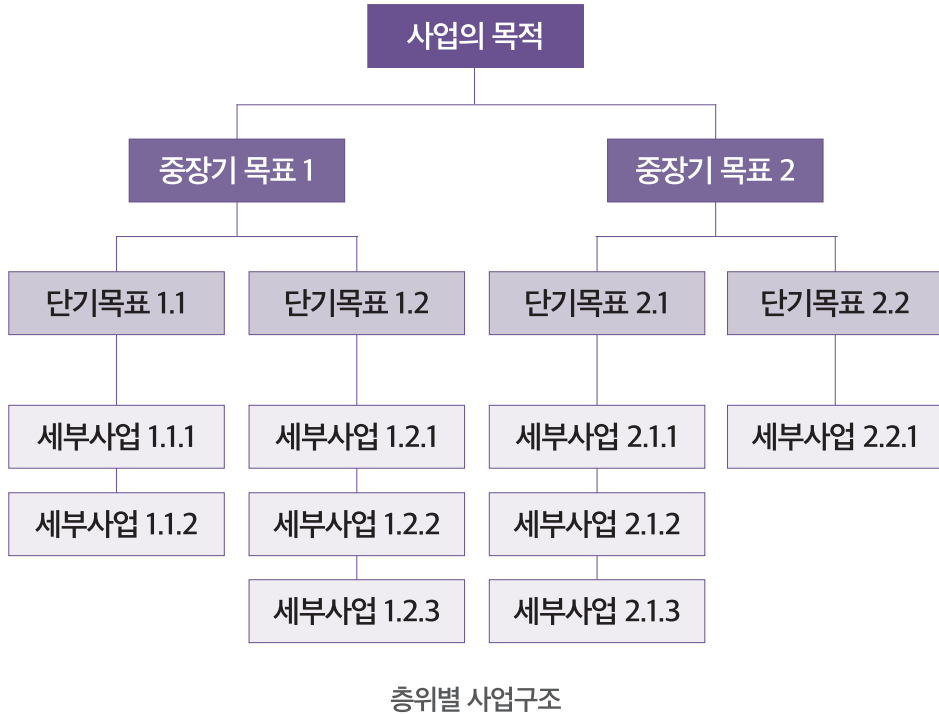 사업의 목적
중장기 목표 1
중장기 목표 2
단기목표 1.1
단기목표 1.2
단기목표 2.1
단기목표 2.2
세부사업 1.1.1
세부사업 1.2.1
세부사업 2.1.1
세부사업 2.2.1
세부사업 1.1.2
세부사업 1.2.2
세부사업 2.1.2
세부사업 1.2.3
세부사업 2.1.3
층위별 사업구조